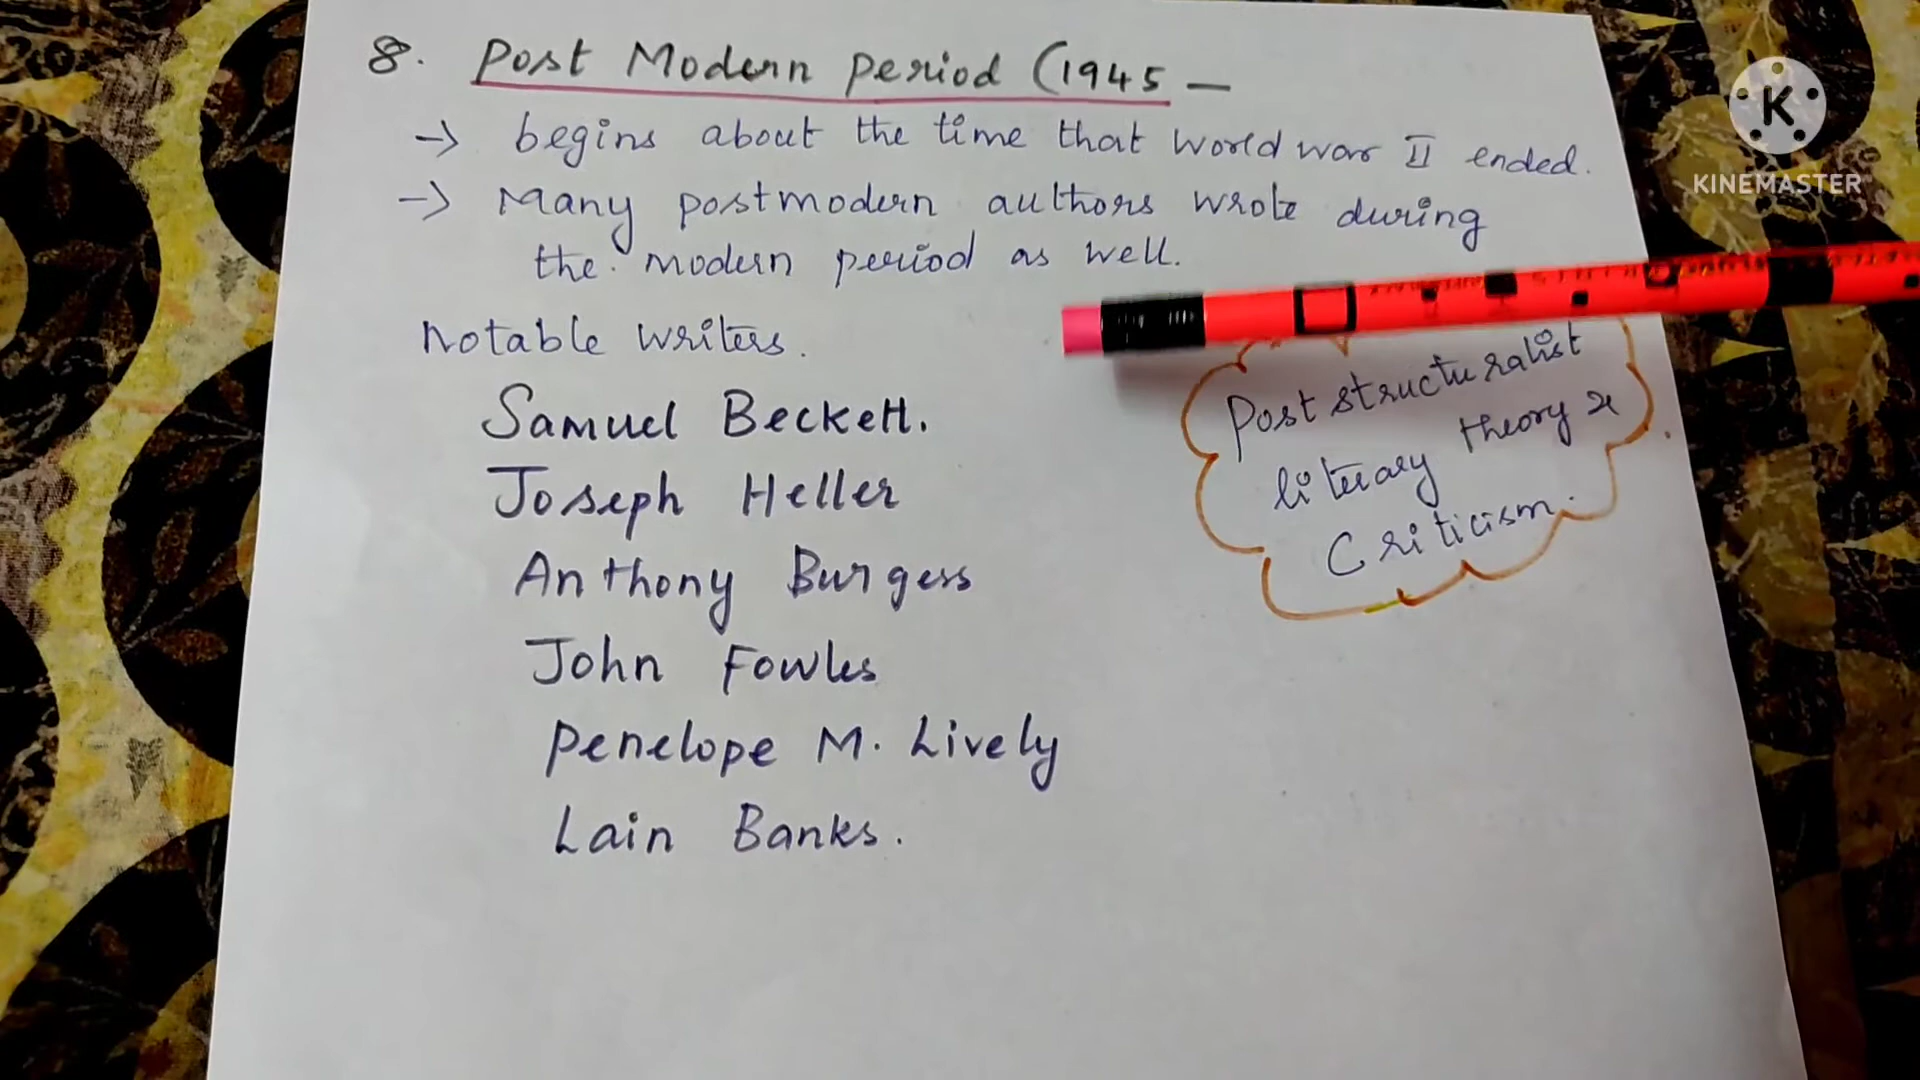 8. Post Modern period (1945 —
→ begins about the time that World war II ended.
→ Many postmodern authors wrote during
the modern period as well.
Notable writers.
Samuel Beckett.
Joseph Heller
Anthony Burgess
John Fowles
Penelope M. Lively
Lain Banks.
Post structuralist
literary theory &
Criticism.
K
KINEMASTER